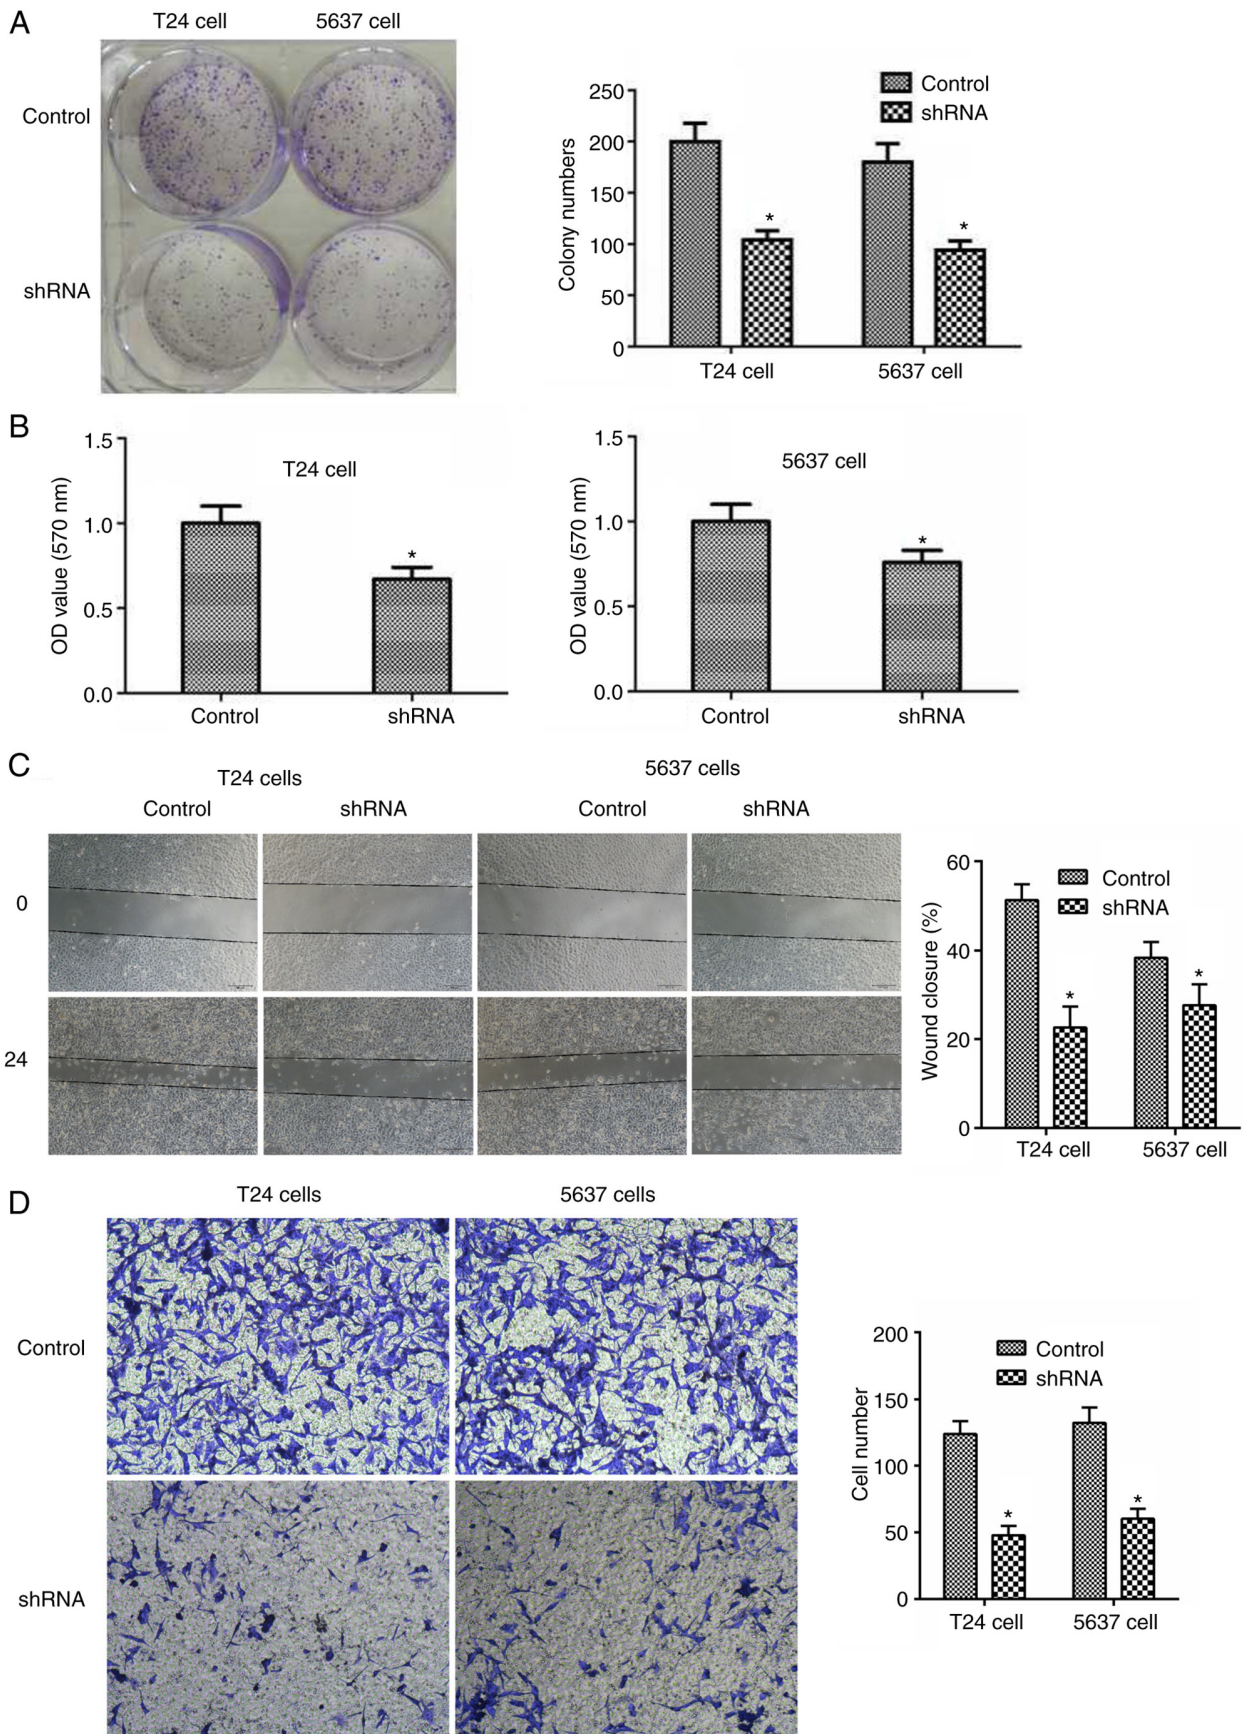 A
T24 cell 5637 cell
Control
shRNA
Control
shRNA
Colony numbers
250
200
150
100
50
0
*
*
T24 cell 5637 cell
B
OD value (570 nm)
1.5
1.0
0.5
0.0
T24 cell
*
Control shRNA
OD value (570 nm)
1.5
1.0
0.5
0.0
5637 cell
*
Control shRNA
C
T24 cells 5637 cells
Control shRNA Control shRNA
0
24
Wound closure (%)
60
40
20
0
Control
shRNA
*
*
T24 cell 5637 cell
D
T24 cells 5637 cells
Control
shRNA
Cell number
200
150
100
50
0
Control
shRNA
*
*
T24 cell 5637 cell